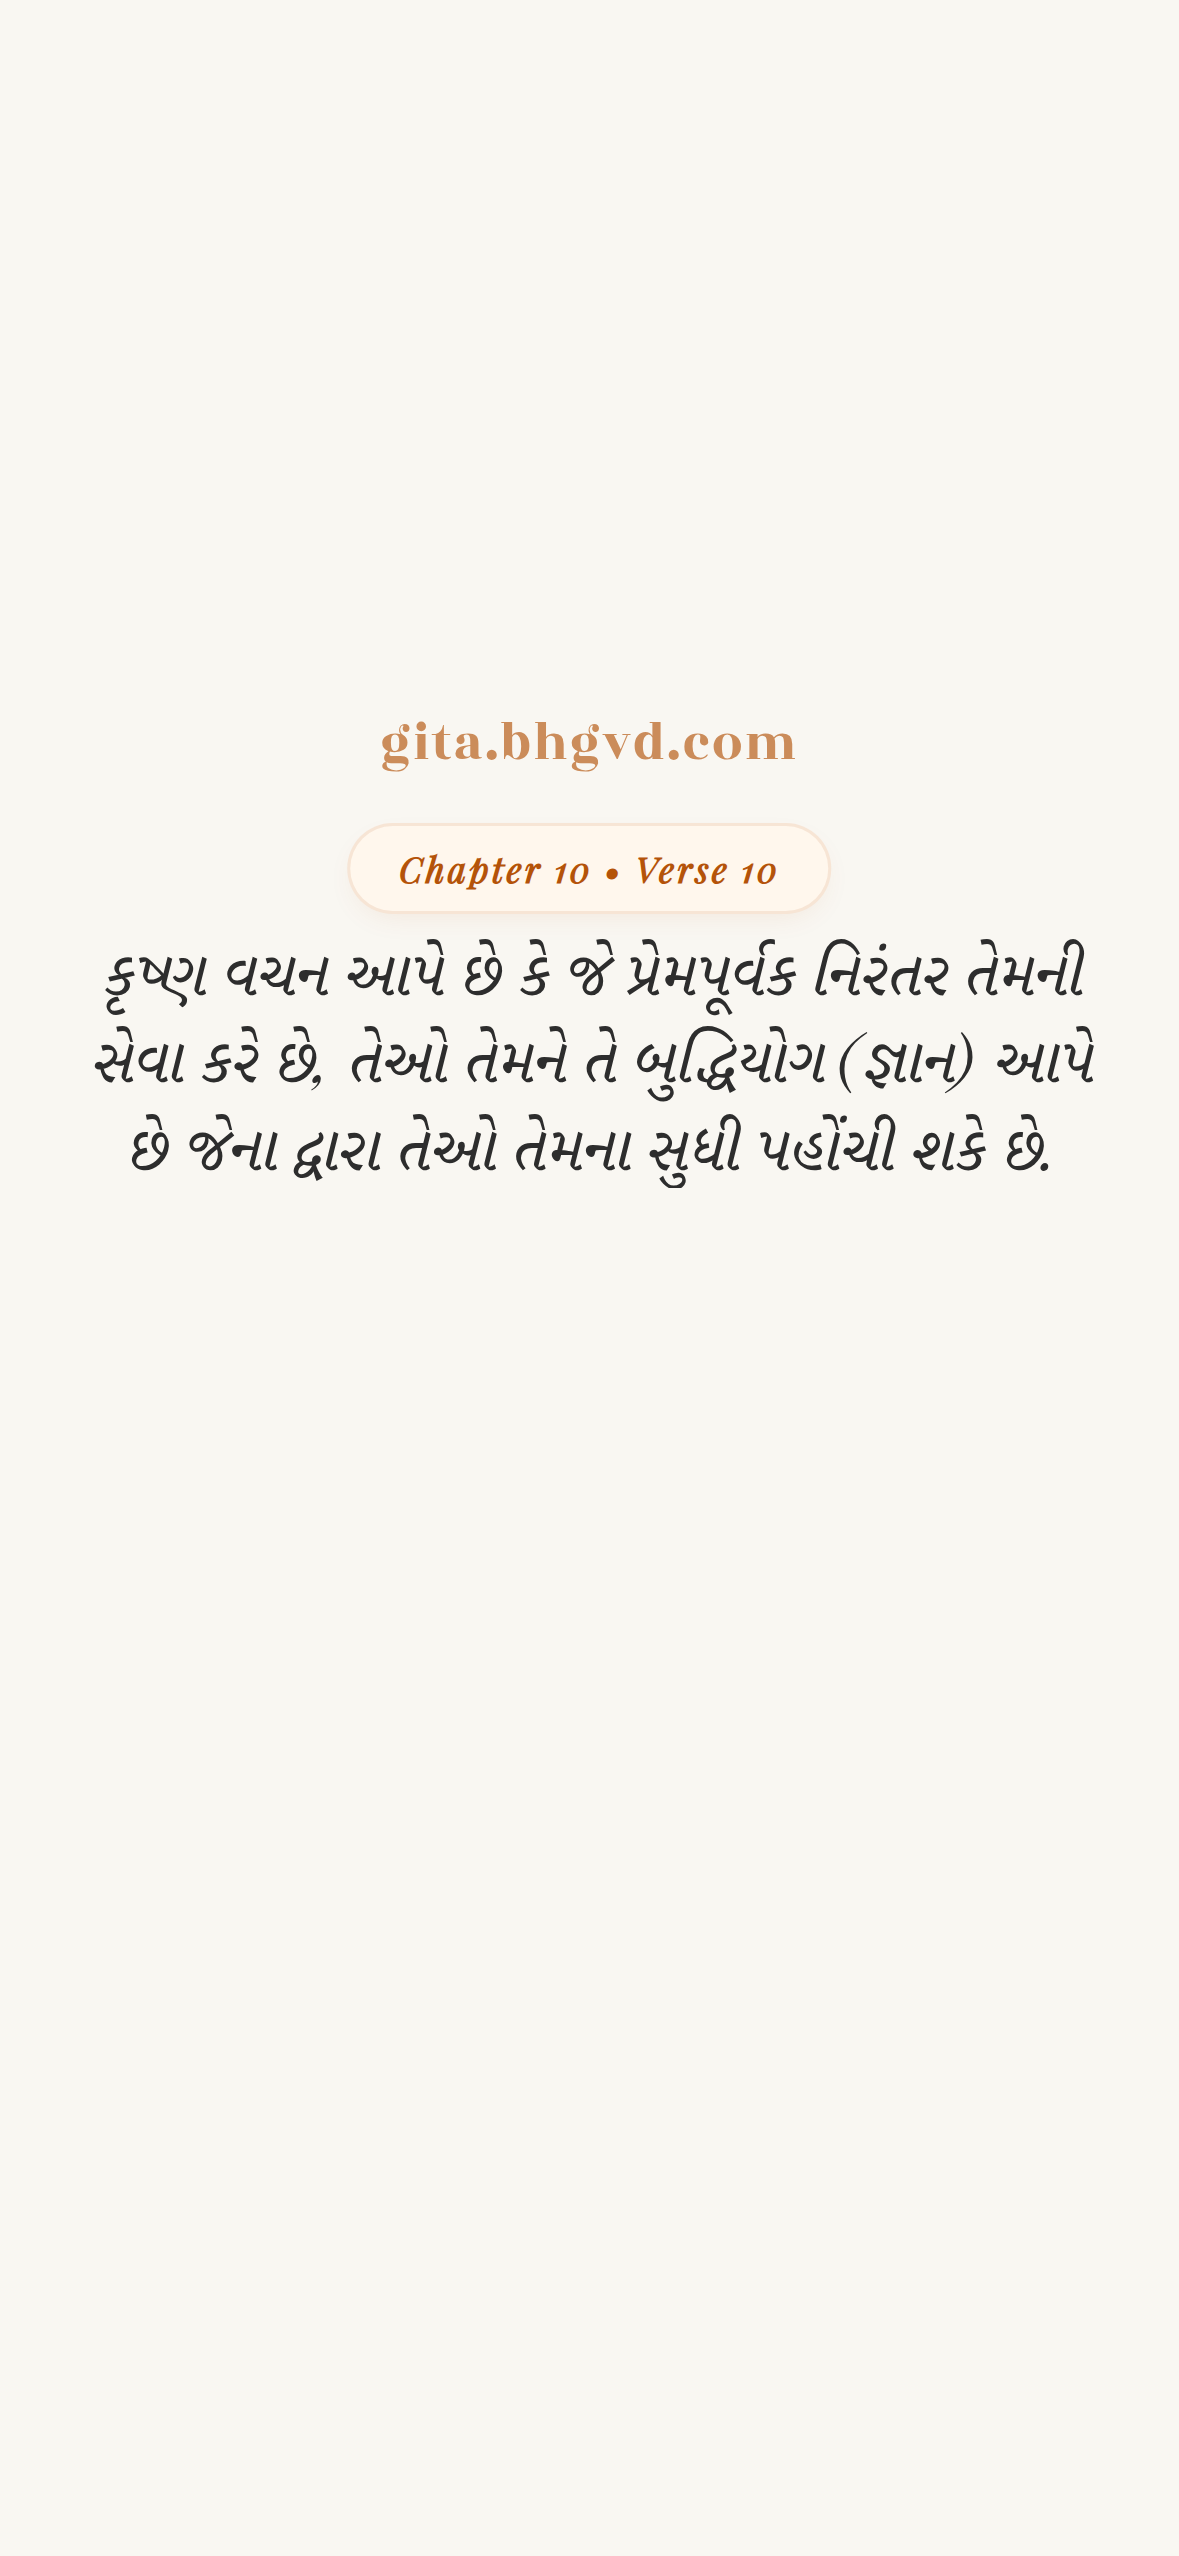 gita.bhgvd.com
Chapter 10 • Verse 10
કૃષ્ણ વચન આપે છે કે જે પ્રેમપૂર્વક નિરંતર તેમની
સેવા કરે છે, તેઓ તેમને તે બુદ્ધિયોગ (જ્ઞાન) આપે
છે જેના દ્વારા તેઓ તેમના સુધી પહોંચી શકે છે.